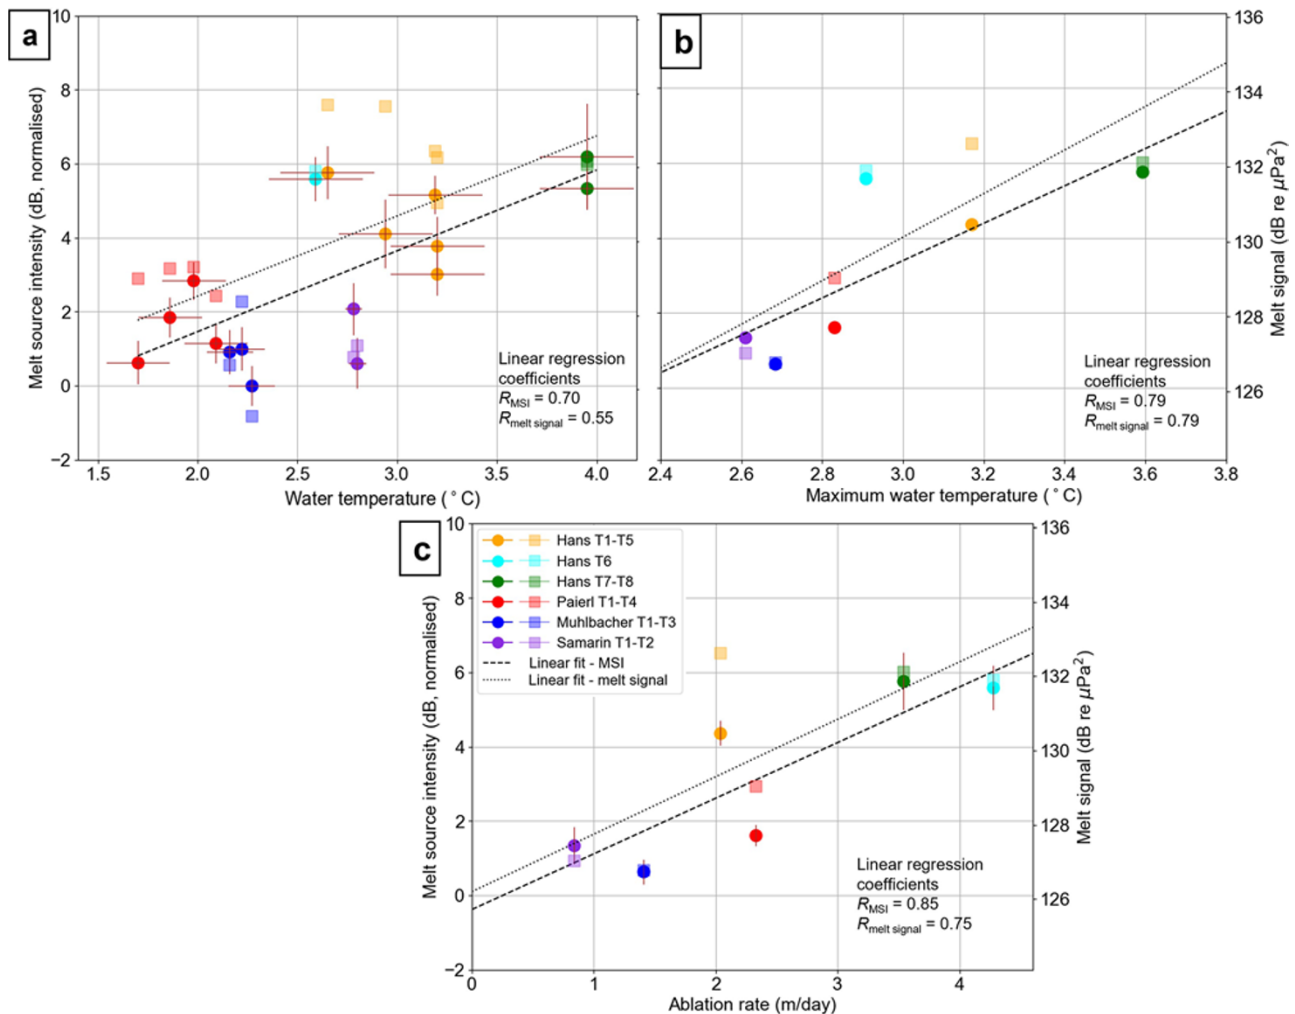 a
10
8
6
4
2
0
−2
Melt source intensity (dB, normalised)
1.5 2.0 2.5 3.0 3.5 4.0
Water temperature (°C)
Linear regression
coefficients
RMSI = 0.70
Rmelt signal = 0.55
b
136
134
132
130
128
126
Melt signal (dB re μPa²)
2.4 2.6 2.8 3.0 3.2 3.4 3.6 3.8
Maximum water temperature (°C)
Linear regression
coefficients
RMSI = 0.79
Rmelt signal = 0.79
c
10
8
6
4
2
0
−2
Melt source intensity (dB, normalised)
Hans T1-T5
Hans T6
Hans T7-T8
Paierl T1-T4
Muhlbacher T1-T3
Samarin T1-T2
Linear fit - MSI
Linear fit - melt signal
136
134
132
130
128
126
Melt signal (dB re μPa²)
Linear regression
coefficients
RMSI = 0.85
Rmelt signal = 0.75
0 1 2 3 4
Ablation rate (m/day)